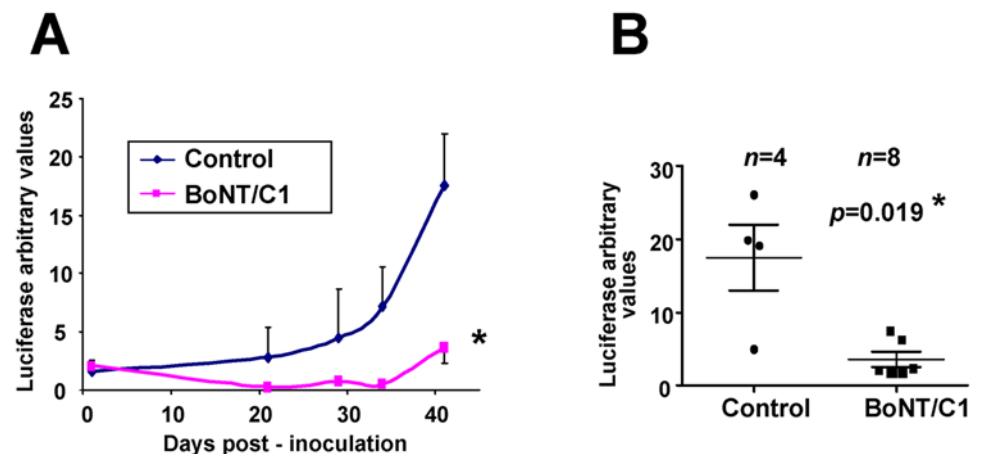 A
Luciferase arbitrary values
25
20
15
10
5
0
Control
BoNT/C1
*
0 10 20 30 40
Days post - inoculation
B
Luciferase arbitrary
values
n=4 n=8
p=0.019 *
30
20
10
0
Control BoNT/C1